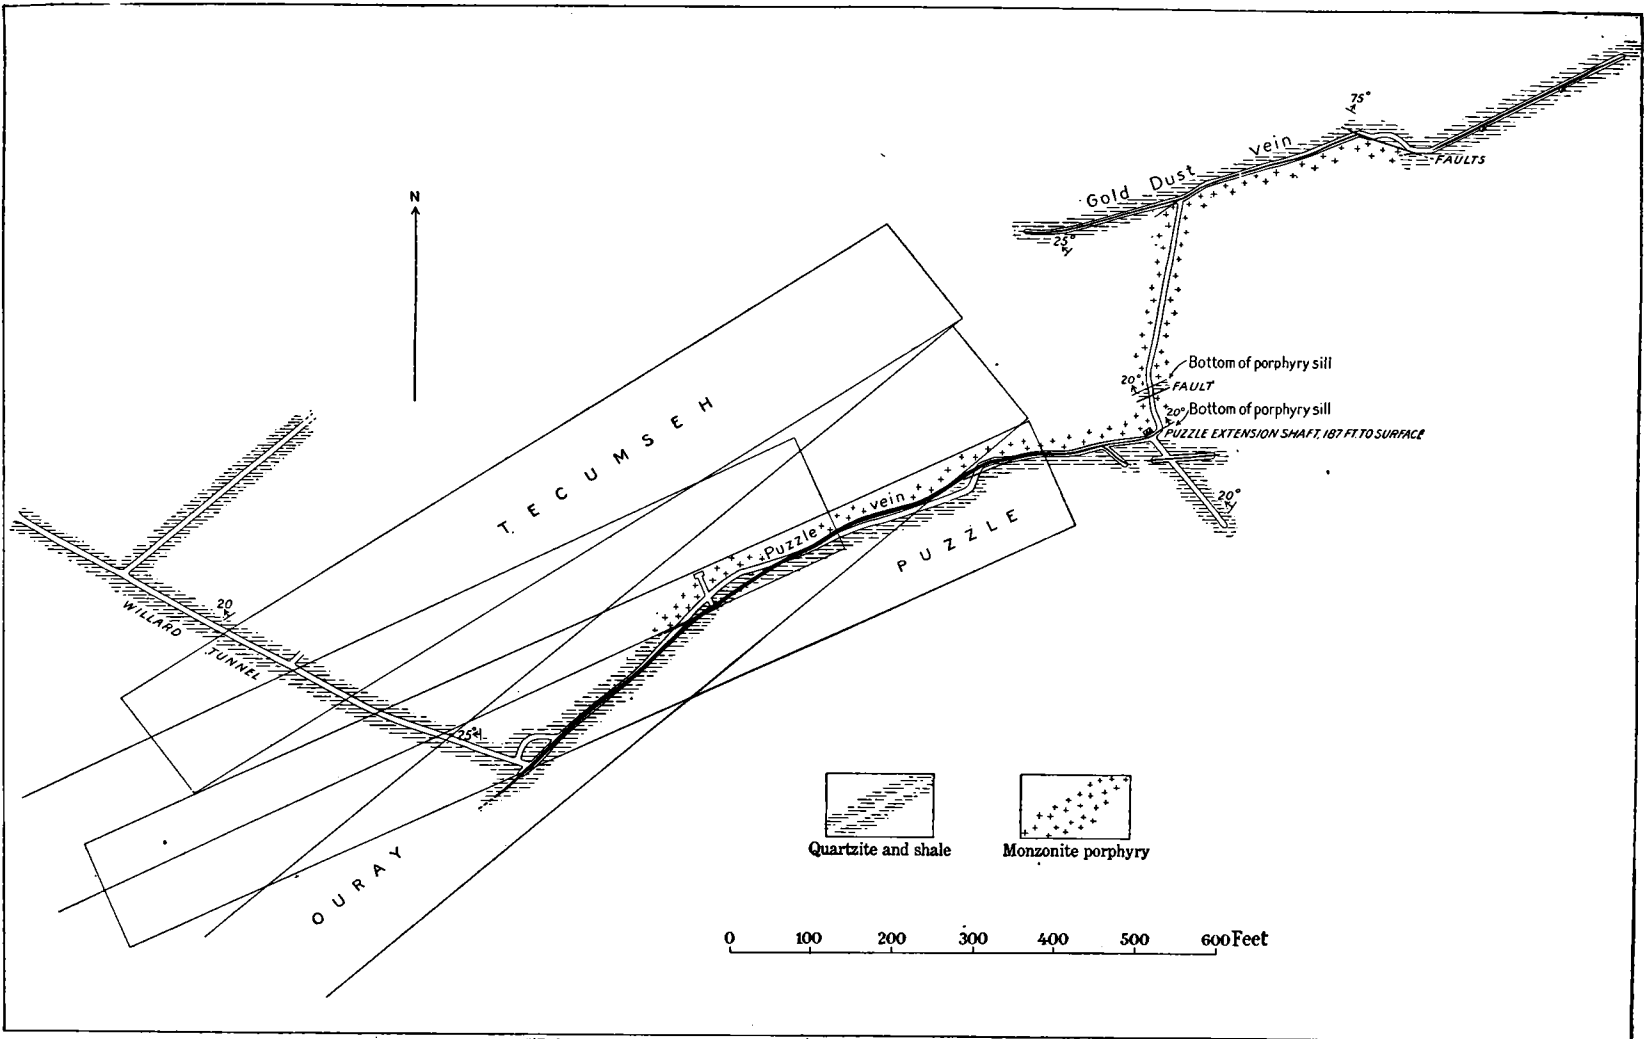 75°
FAULTS
Gold Dust vein
25°
N
Bottom of porphyry sill
20°
FAULT
20° Bottom of porphyry sill
PUZZLE EXTENSION SHAFT, 187 FT. TO SURFACE
20°
TECUMSEH
Puzzle vein
PUZZLE
20
WILLARD TUNNEL
25°
OURAY
Quartzite and shale
Monzonite porphyry
0 100 200 300 400 500 600 Feet